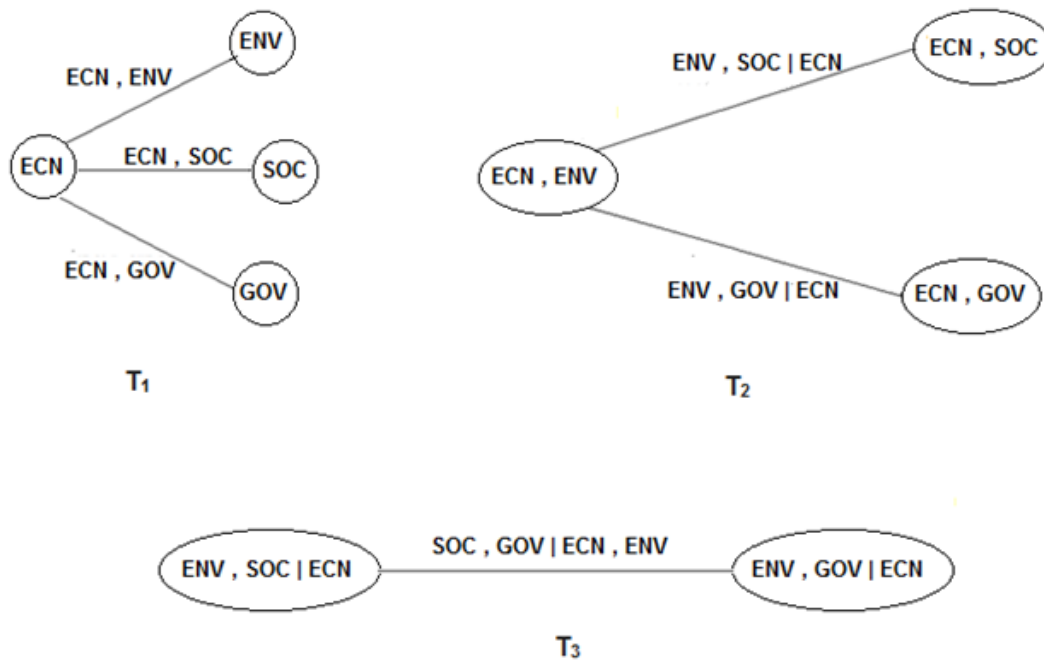 ENV
ECN , ENV
ECN
ECN , SOC
SOC
ECN , GOV
GOV
T₁
ECN , SOC
ENV , SOC | ECN
ECN , ENV
ENV , GOV | ECN
ECN , GOV
T₂
SOC , GOV | ECN , ENV
ENV , SOC | ECN
ENV , GOV | ECN
T₃